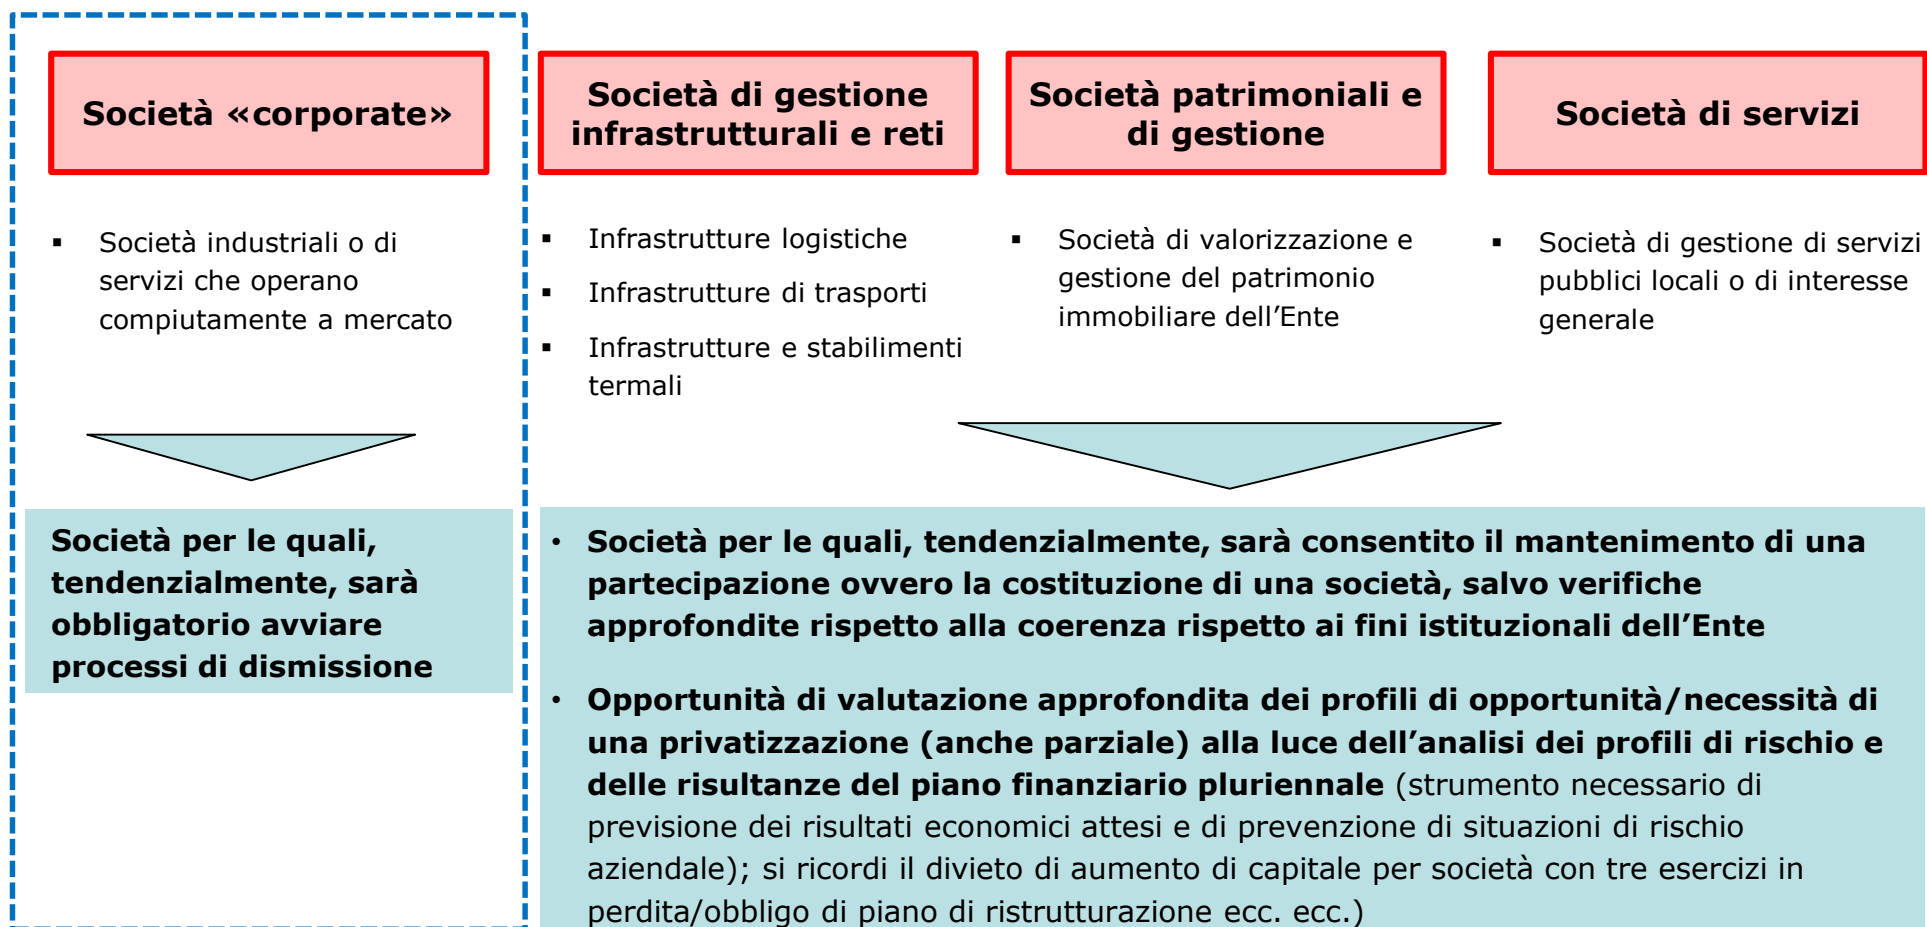 Società «corporate»
Società di gestione
infrastrutturali e reti
Società patrimoniali e
di gestione
Società di servizi
▪ Società industriali o di
servizi che operano
compiutamente a mercato
▪ Infrastrutture logistiche
▪ Infrastrutture di trasporti
▪ Infrastrutture e stabilimenti
termali
▪ Società di valorizzazione e
gestione del patrimonio
immobiliare dell’Ente
▪ Società di gestione di servizi
pubblici locali o di interesse
generale
Società per le quali,
tendenzialmente, sarà
obbligatorio avviare
processi di dismissione
• Società per le quali, tendenzialmente, sarà consentito il mantenimento di una
partecipazione ovvero la costituzione di una società, salvo verifiche
approfondite rispetto alla coerenza rispetto ai fini istituzionali dell’Ente
• Opportunità di valutazione approfondita dei profili di opportunità/necessità di
una privatizzazione (anche parziale) alla luce dell’analisi dei profili di rischio e
delle risultanze del piano finanziario pluriennale (strumento necessario di
previsione dei risultati economici attesi e di prevenzione di situazioni di rischio
aziendale); si ricordi il divieto di aumento di capitale per società con tre esercizi in
perdita/obbligo di piano di ristrutturazione ecc. ecc.)